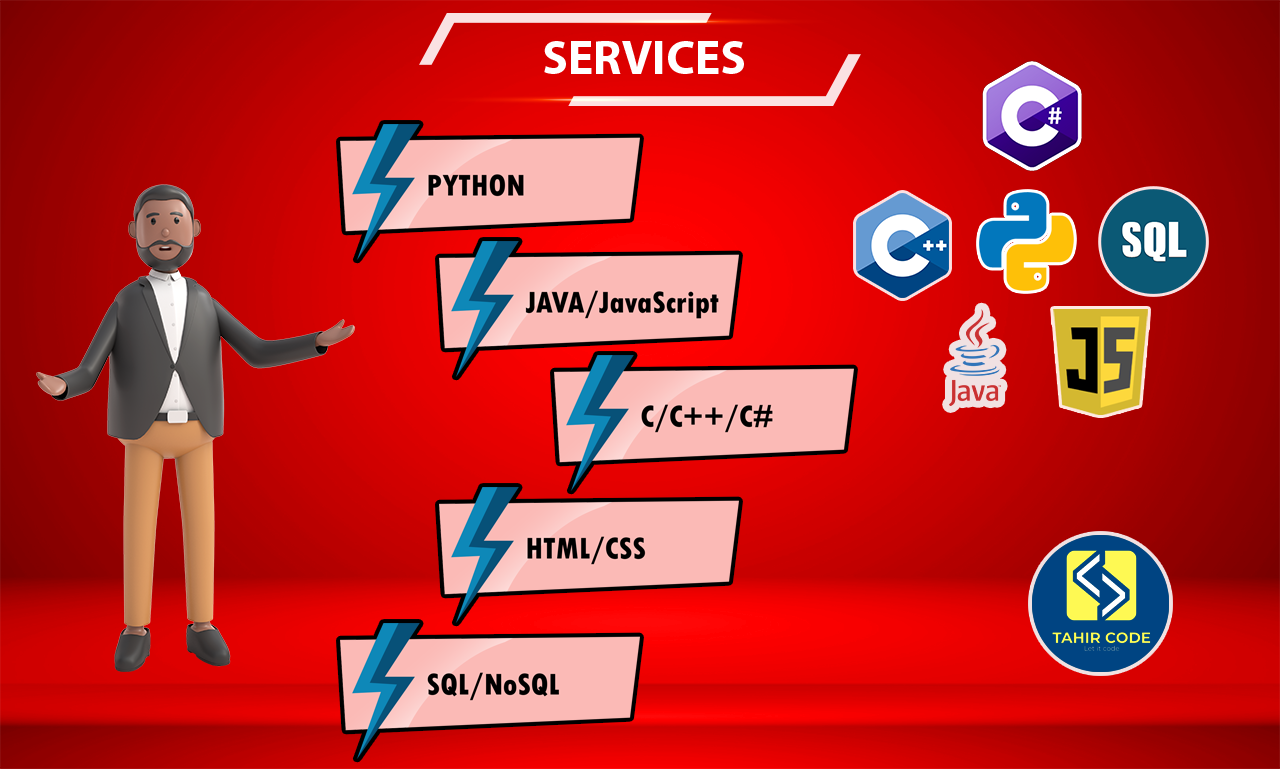 SERVICES
PYTHON
JAVA/JavaScript
C/C++/C#
HTML/CSS
SQL/NoSQL
C#
C++
SQL
Java
JS
TAHIR CODE
Let it code